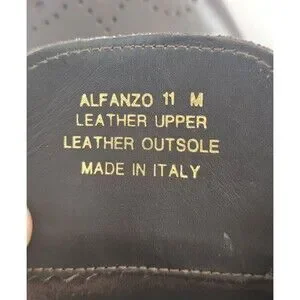 ALFANZO 11 M
LEATHER UPPER
LEATHER OUTSOLE
MADE IN ITALY